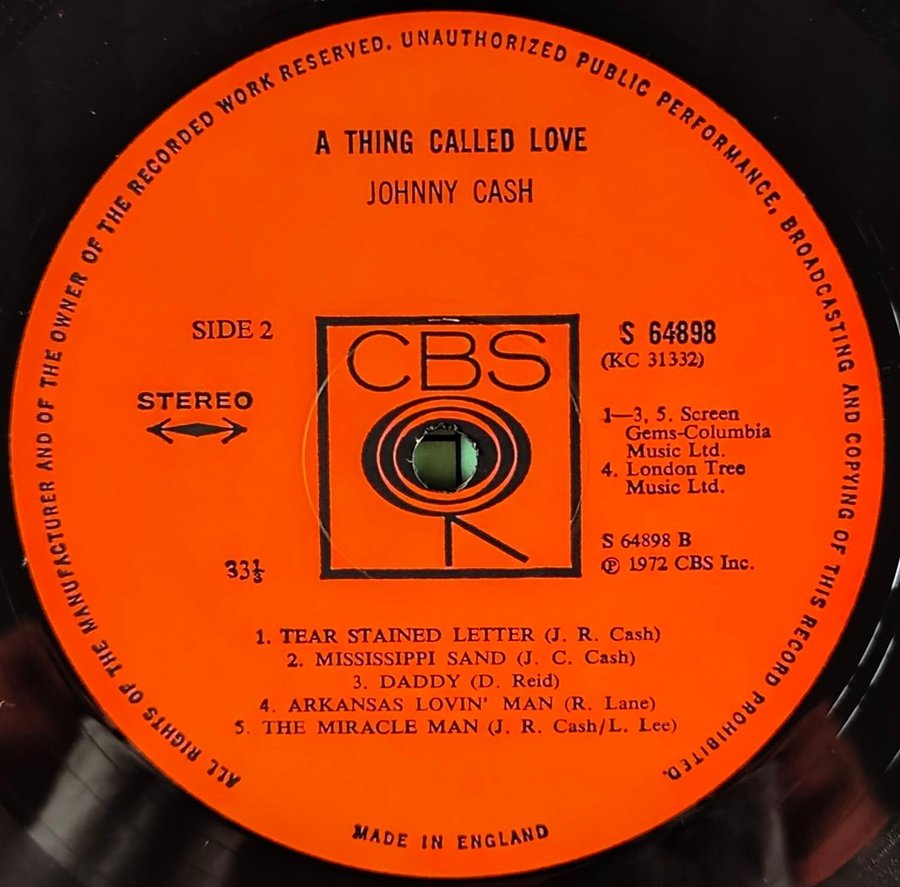 ALL RIGHTS OF THE MANUFACTURER AND OF THE OWNER OF THE RECORDED WORK RESERVED. UNAUTHORIZED PUBLIC PERFORMANCE, BROADCASTING AND COPYING OF THIS RECORD PROHIBITED.
A THING CALLED LOVE
JOHNNY CASH
SIDE 2
STEREO
33⅓
CBS
S 64898
(KC 31332)
1—3, 5. Screen
Gems-Columbia
Music Ltd.
4. London Tree
Music Ltd.
S 64898 B
℗ 1972 CBS Inc.
1. TEAR STAINED LETTER (J. R. Cash)
2. MISSISSIPPI SAND (J. C. Cash)
3. DADDY (D. Reid)
4. ARKANSAS LOVIN' MAN (R. Lane)
5. THE MIRACLE MAN (J. R. Cash/L. Lee)
MADE IN ENGLAND